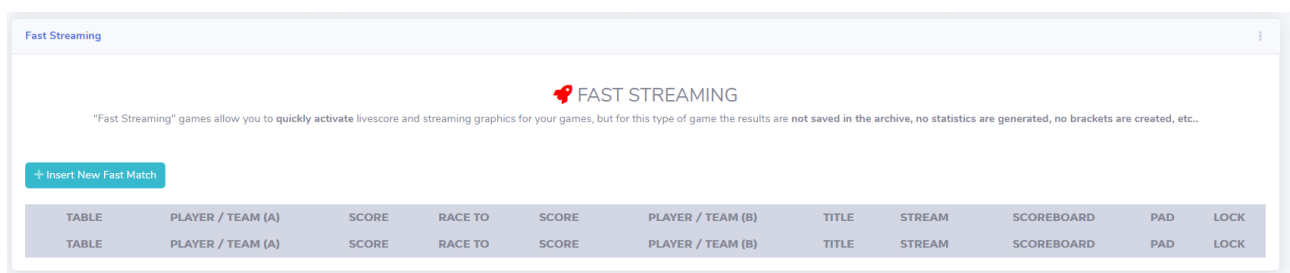 Fast Streaming
FAST STREAMING
"Fast Streaming" games allow you to quickly activate livescore and streaming graphics for your games, but for this type of game the results are not saved in the archive, no statistics are generated, no brackets are created, etc..
+ Insert New Fast Match
TABLE PLAYER / TEAM (A) SCORE RACE TO SCORE PLAYER / TEAM (B) TITLE STREAM SCOREBOARD PAD LOCK
TABLE PLAYER / TEAM (A) SCORE RACE TO SCORE PLAYER / TEAM (B) TITLE STREAM SCOREBOARD PAD LOCK